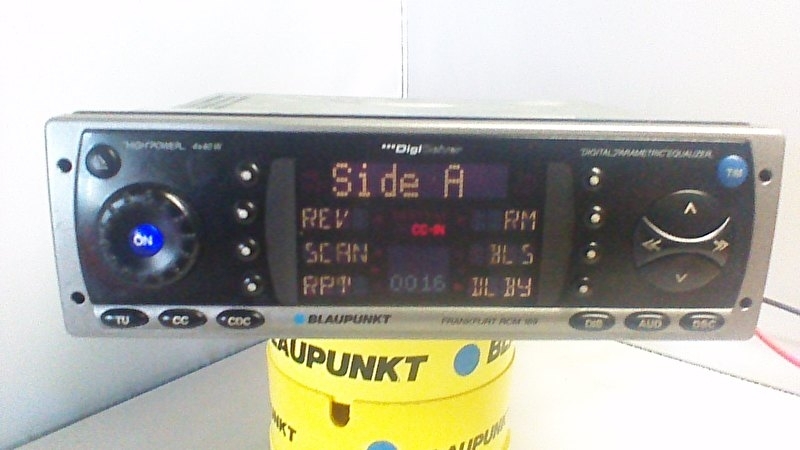 HIGH POWER 4x40 W
DigiCeiver
DIGITAL PARAMETRIC EQUALIZER
TIM
Side A
REV RM
CC-IN
SCAN BLS
RPT 0016 DLBY
ON
TU CC CDC
BLAUPUNKT
FRANKFURT RCM 169
DIS AUD DSC
BLAUPUNKT
BLAUPUNKT